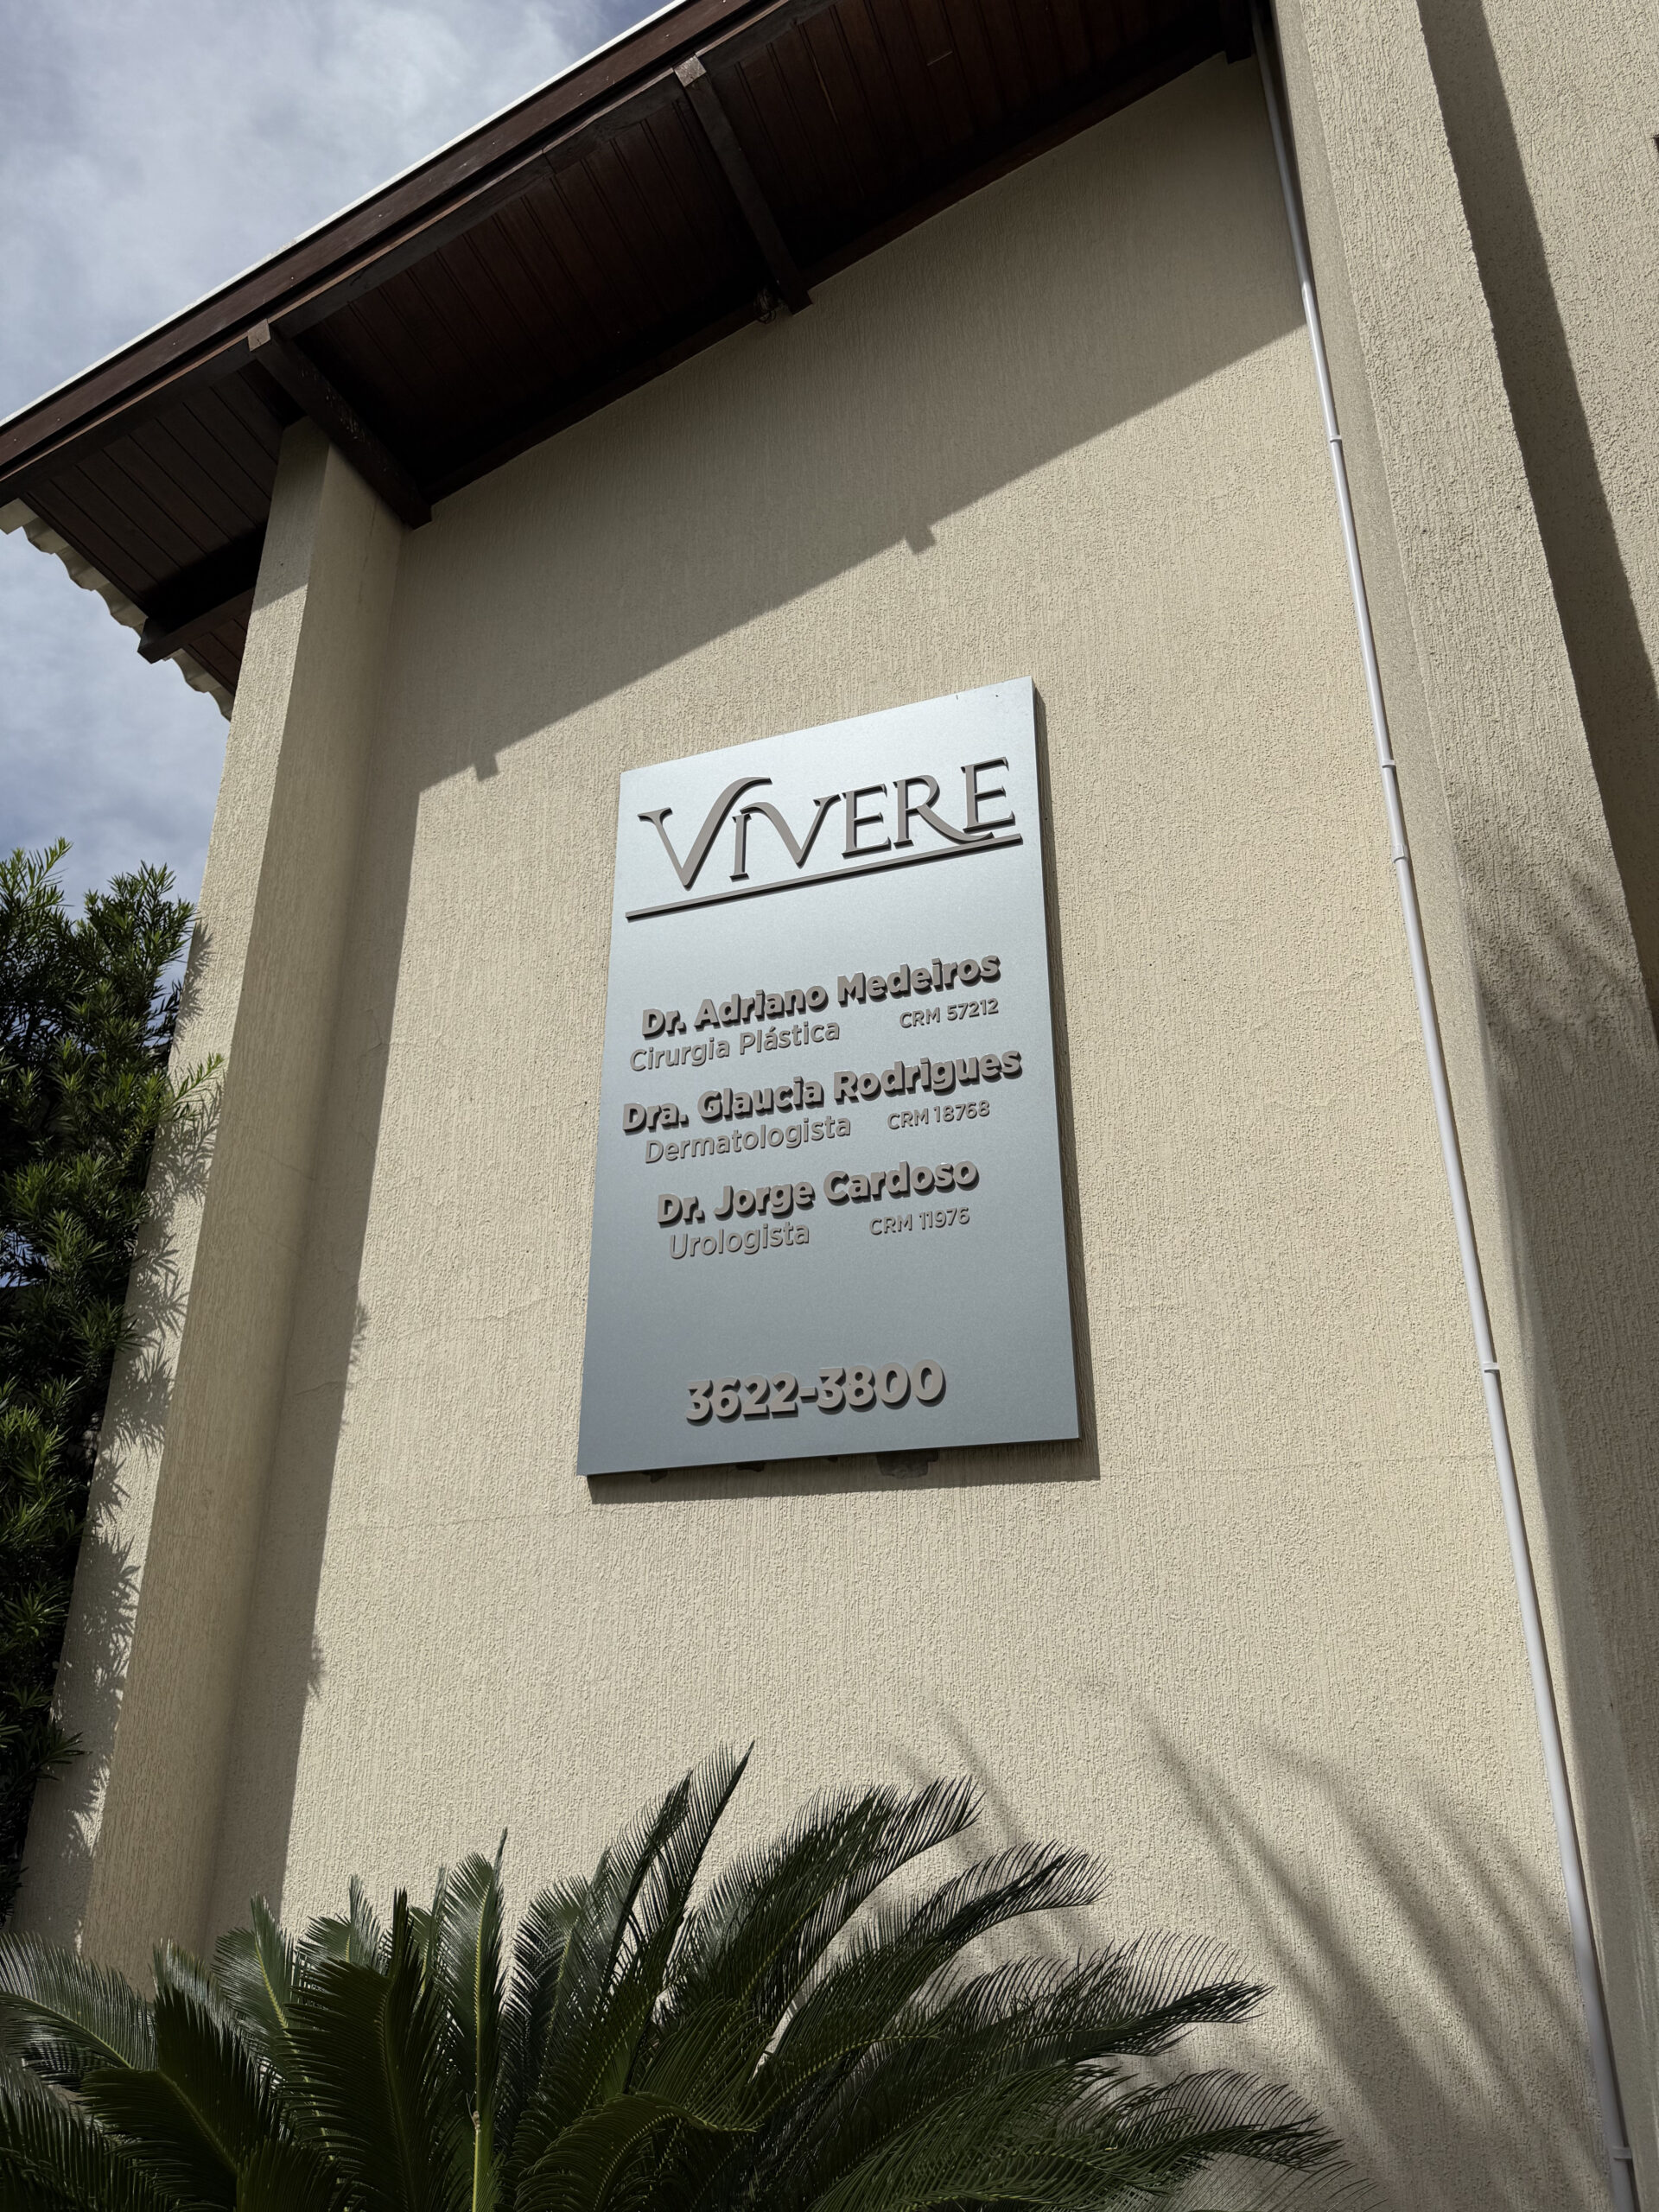 VIVERE
Dr. Adriano Medeiros
Cirurgia Plástica CRM 57212
Dra. Glaucia Rodrigues
Dermatologista CRM 18768
Dr. Jorge Cardoso
Urologista CRM 11976
3622-3800